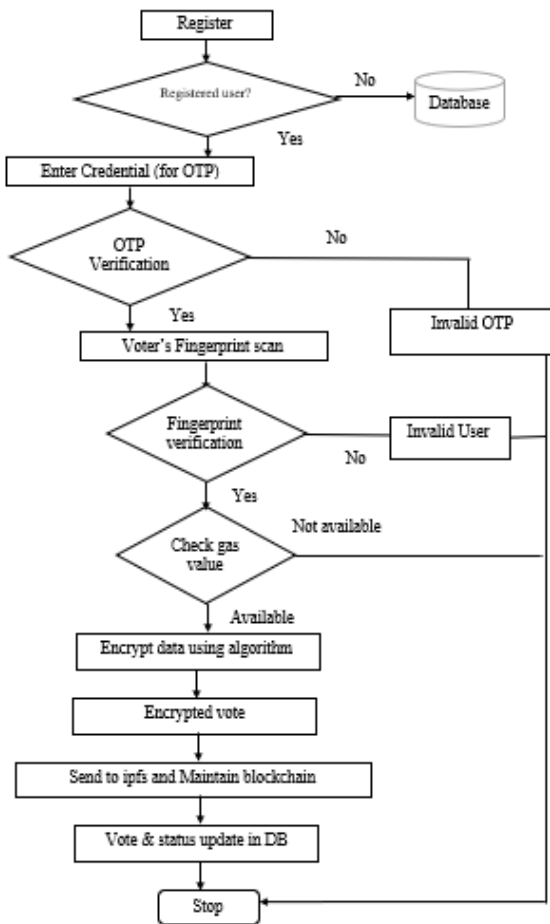 Register
Registered user?
No
Database
Yes
Enter Credential (for OTP)
OTP
Verification
No
Yes
Invalid OTP
Voter's Fingerprint scan
Fingerprint
verification
Invalid User
No
Yes
Check gas
value
Not available
Available
Encrypt data using algorithm
Encrypted vote
Send to ipfs and Maintain blockchain
Vote & status update in DB
Stop